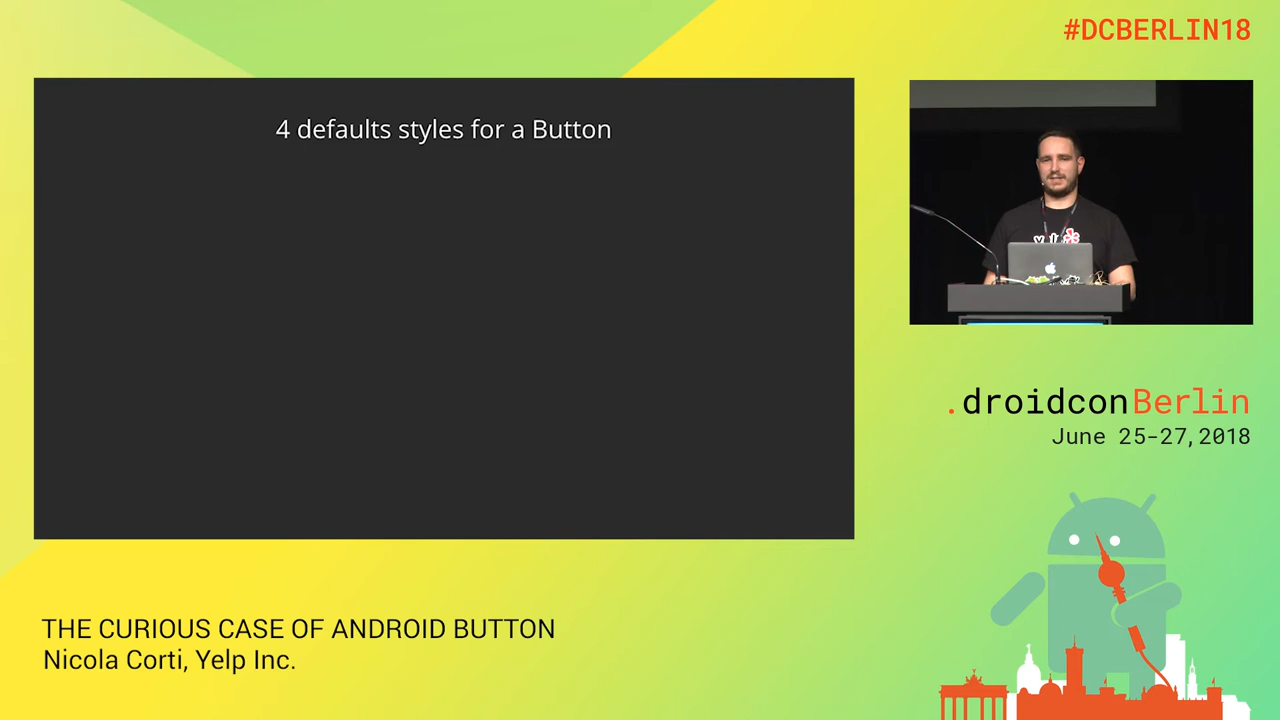 #DCBERLIN18
4 defaults styles for a Button
.droidconBerlin
June 25-27,2018
THE CURIOUS CASE OF ANDROID BUTTON
Nicola Corti, Yelp Inc.